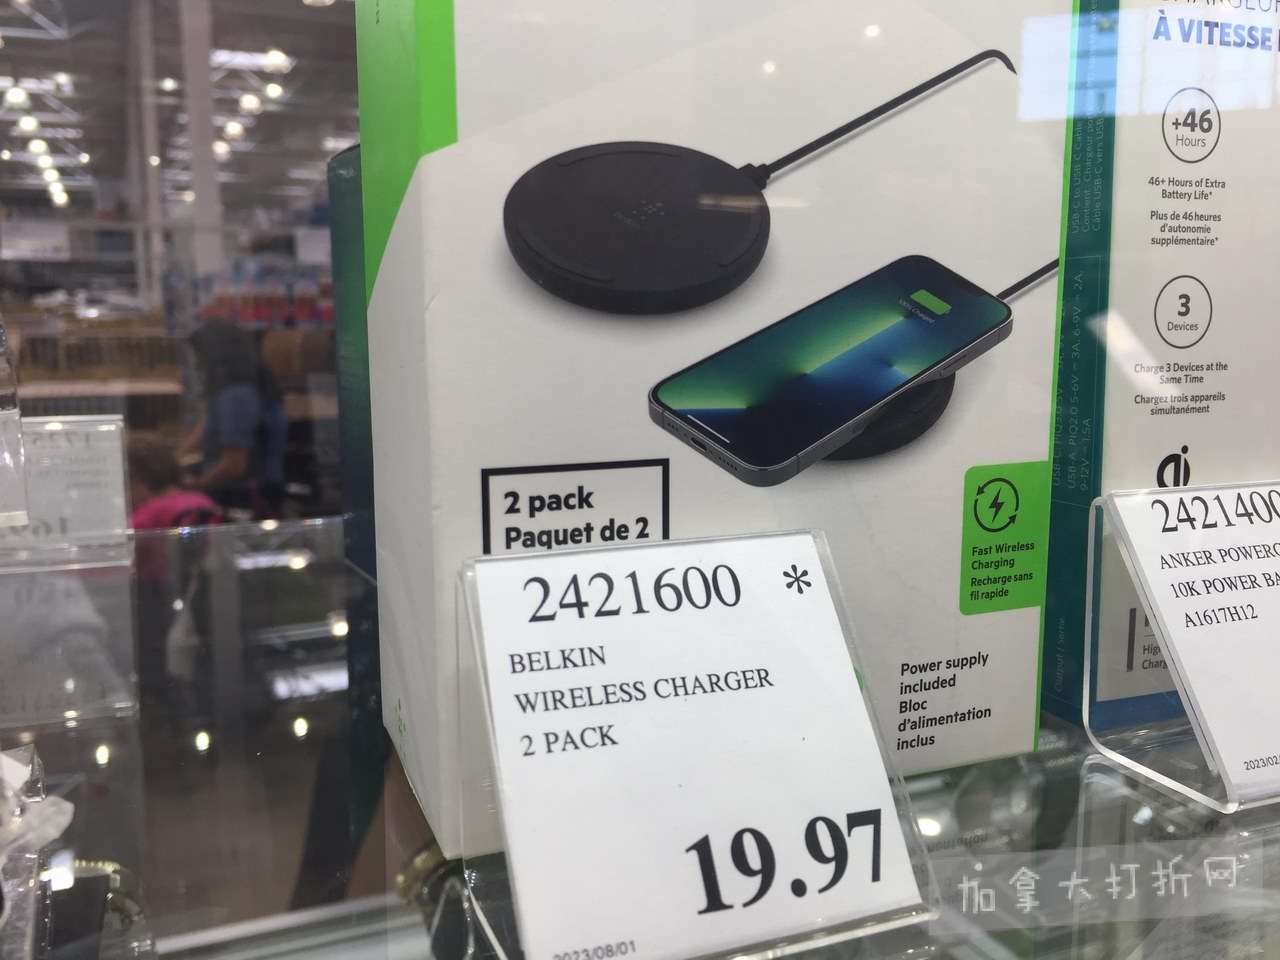 À VITESSE
+46
Hours
46+ Hours of Extra
Battery Life*
Plus de 46 heures
d'autonomie
supplémentaire*
3
Devices
Charge 3 Devices at the
Same Time
Chargez trois appareils
simultanément
2 pack
Paquet de 2
Fast Wireless
Charging
Recharge sans
fil rapide
Power supply
included
Bloc
d'alimentation
inclus
2421600 *
BELKIN
WIRELESS CHARGER
2 PACK
19.97
2023/08/01
2421400
ANKER
10K POWER
A1617H12
加拿大打折网